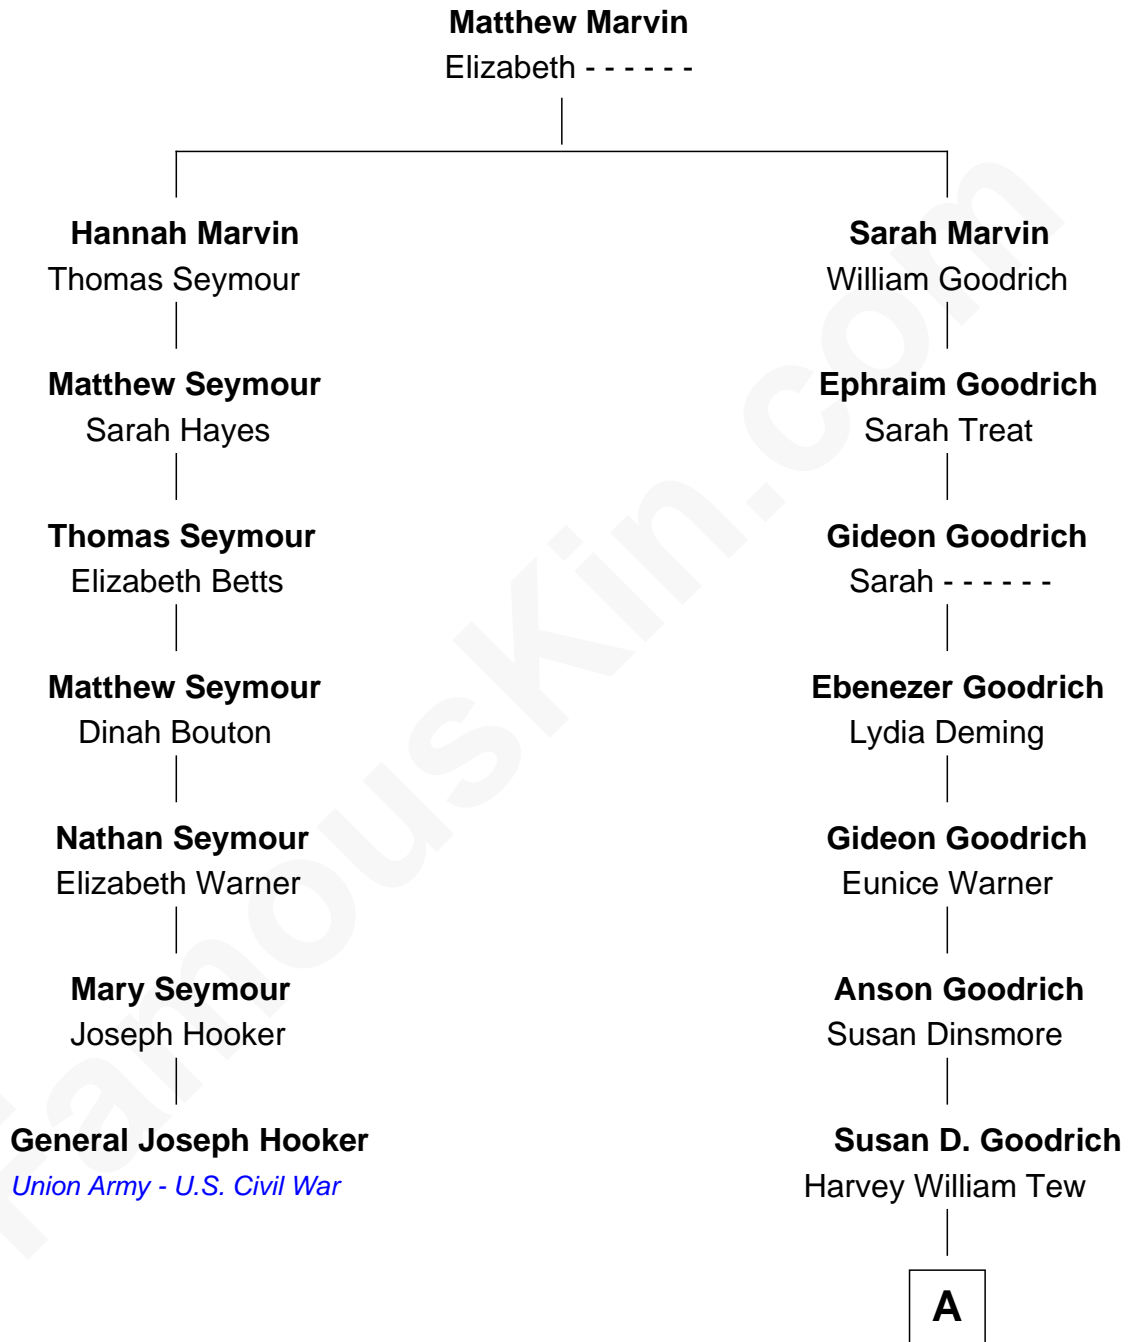 Matthew Marvin
Elizabeth - - - - - -
Hannah Marvin
Thomas Seymour
Matthew Seymour
Sarah Hayes
Thomas Seymour
Elizabeth Betts
Matthew Seymour
Dinah Bouton
Nathan Seymour
Elizabeth Warner
Mary Seymour
Joseph Hooker
General Joseph Hooker
Union Army - U.S. Civil War
Sarah Marvin
William Goodrich
Ephraim Goodrich
Sarah Treat
Gideon Goodrich
Sarah - - - - - -
Ebenezer Goodrich
Lydia Deming
Gideon Goodrich
Eunice Warner
Anson Goodrich
Susan Dinsmore
Susan D. Goodrich
Harvey William Tew
A
FamousKin.com